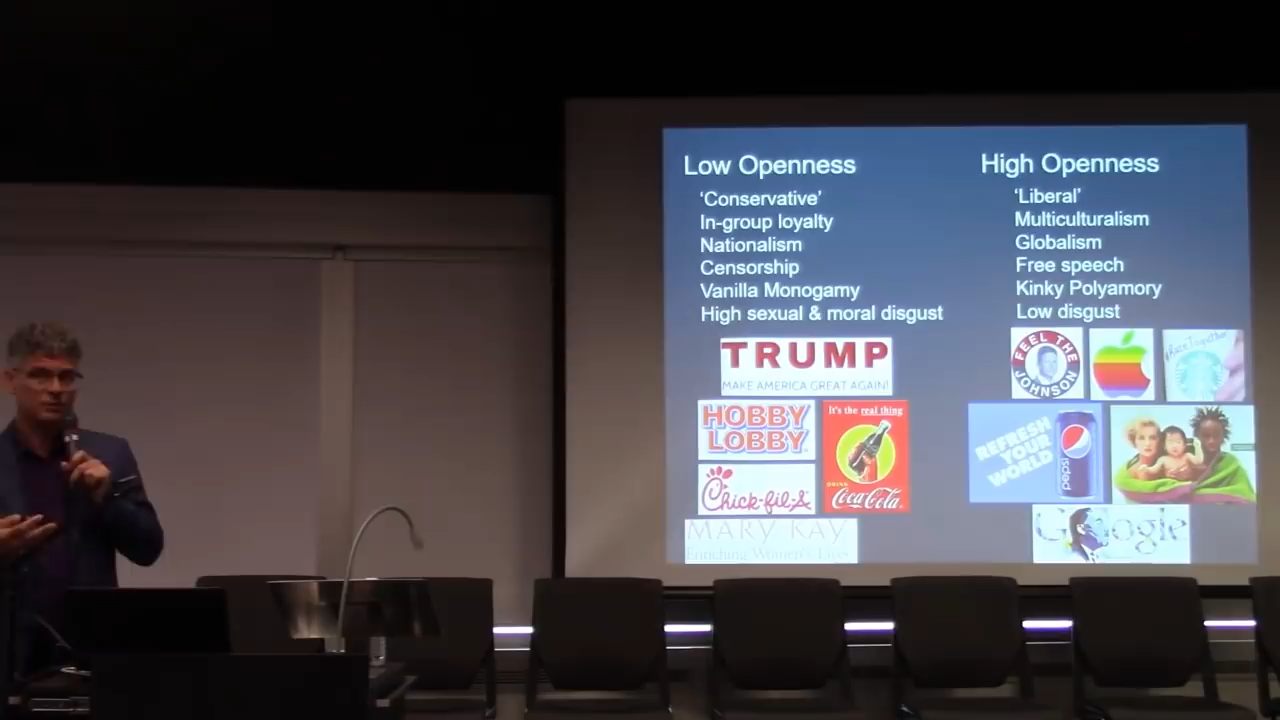 Low Openness
'Conservative'
In-group loyalty
Nationalism
Censorship
Vanilla Monogamy
High sexual & moral disgust
TRUMP
MAKE AMERICA GREAT AGAIN!
HOBBY
LOBBY
Chick-fil-A
It's the real thing
DRINK
Coca-Cola
MARY KAY
Enriching Women's Lives
High Openness
'Liberal'
Multiculturalism
Globalism
Free speech
Kinky Polyamory
Low disgust
FEEL THE
JOHNSON
#RaceTogether
REFRESH
YOUR
WORLD
pepsi
Google